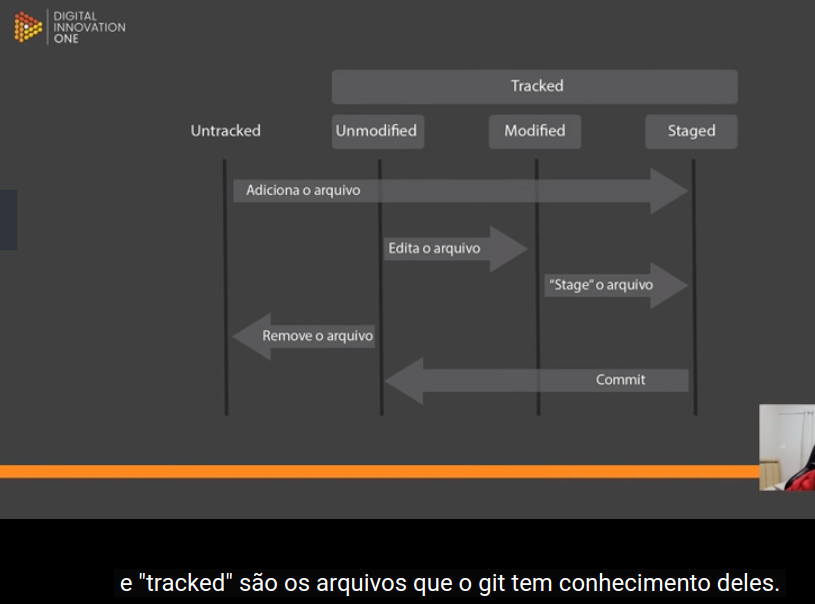 DIGITAL
INNOVATION
ONE
Tracked
Untracked
Unmodified
Modified
Staged
Adiciona o arquivo
Edita o arquivo
"Stage" o arquivo
Remove o arquivo
Commit
e "tracked" são os arquivos que o git tem conhecimento deles.